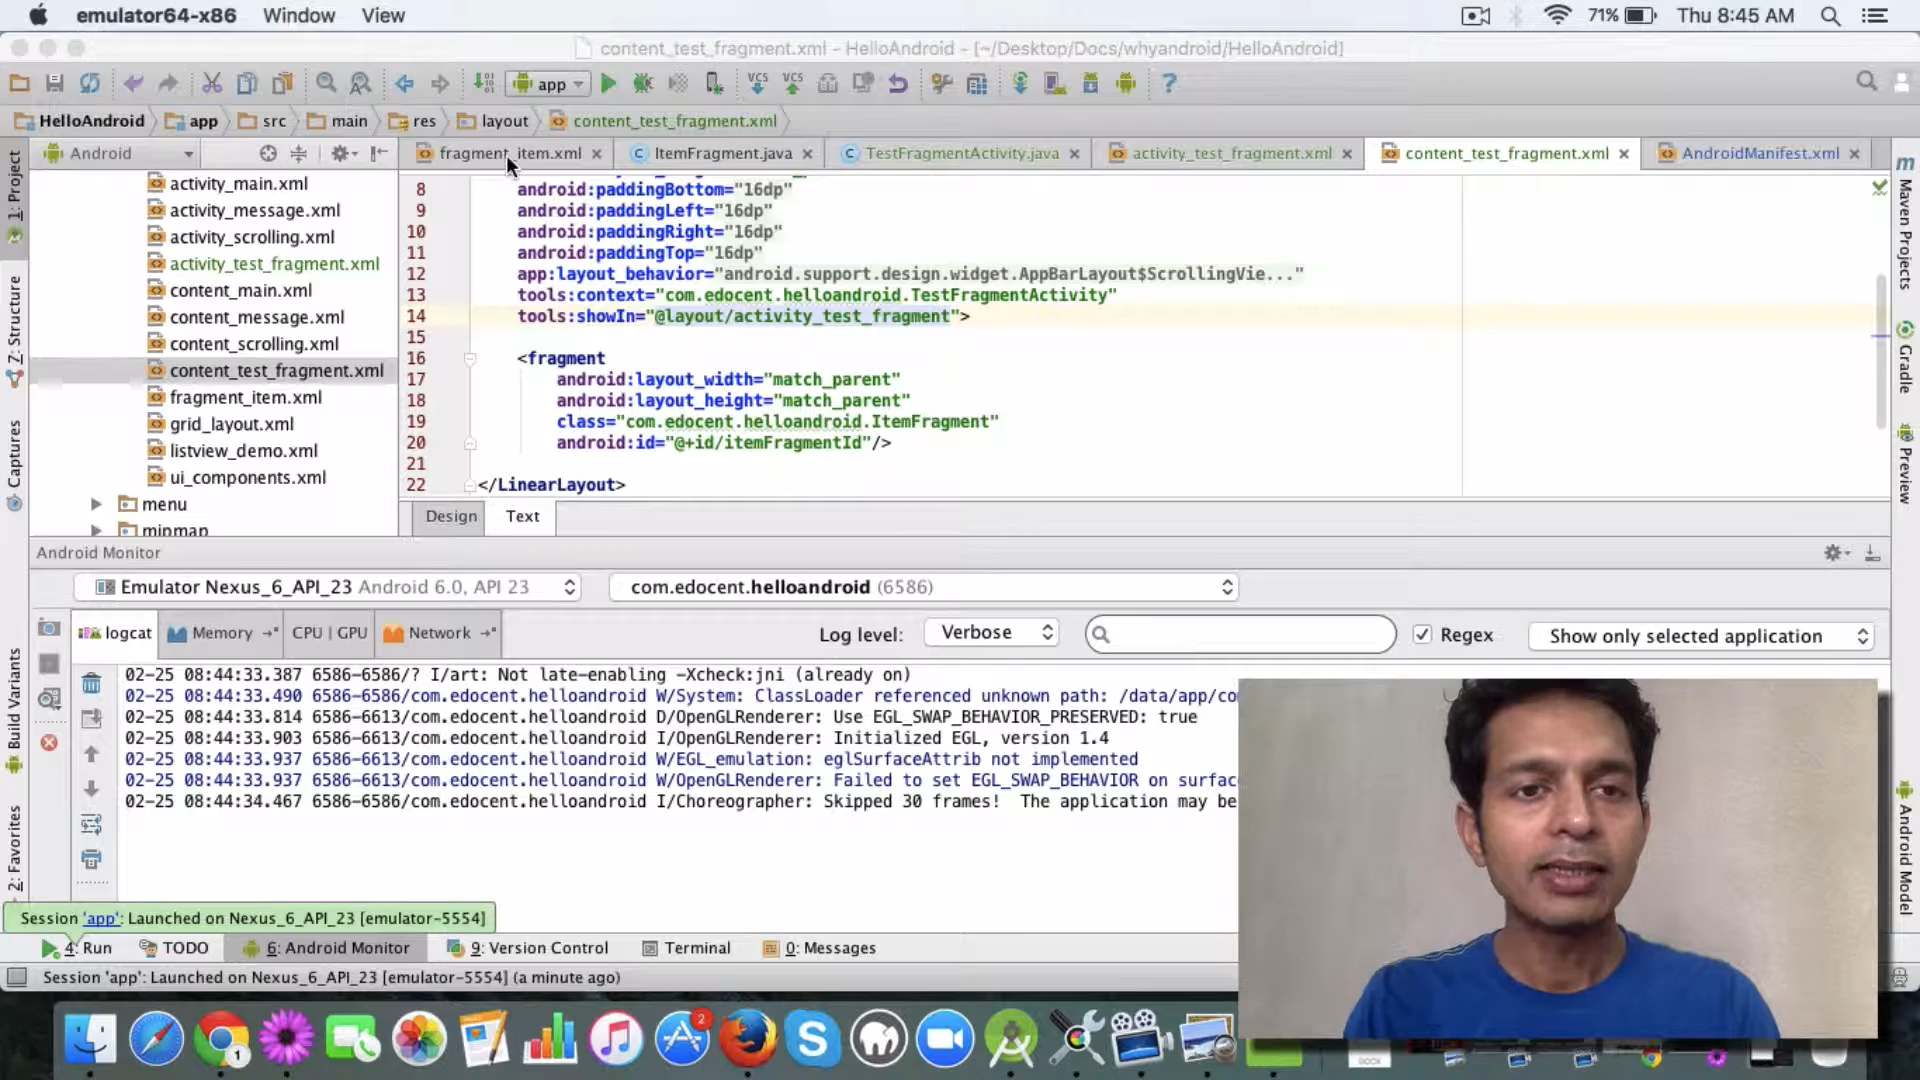 emulator64-x86 Window View 71% Thu 8:45 AM
content_test_fragment.xml - HelloAndroid - [~/Desktop/Docs/whyandroid/HelloAndroid]
app
HelloAndroid app src main res layout content_test_fragment.xml
Android
fragment_item.xml ItemFragment.java TestFragmentActivity.java activity_test_fragment.xml content_test_fragment.xml AndroidManifest.xml
activity_main.xml
activity_message.xml
activity_scrolling.xml
activity_test_fragment.xml
content_main.xml
content_message.xml
content_scrolling.xml
content_test_fragment.xml
fragment_item.xml
grid_layout.xml
listview_demo.xml
ui_components.xml
menu
mipmap
8 android:paddingBottom="16dp"
9 android:paddingLeft="16dp"
10 android:paddingRight="16dp"
11 android:paddingTop="16dp"
12 app:layout_behavior="android.support.design.widget.AppBarLayout$ScrollingVie..."
13 tools:context="com.edocent.helloandroid.TestFragmentActivity"
14 tools:showIn="@layout/activity_test_fragment">
15
16 <fragment
17 android:layout_width="match_parent"
18 android:layout_height="match_parent"
19 class="com.edocent.helloandroid.ItemFragment"
20 android:id="@+id/itemFragmentId"/>
21
22 </LinearLayout>
Design Text
1: Project
7: Structure
Captures
Build Variants
2: Favorites
Maven Projects
Gradle
Preview
Android Model
Android Monitor
Emulator Nexus_6_API_23 Android 6.0, API 23 com.edocent.helloandroid (6586)
logcat Memory CPU | GPU Network Log level: Verbose Regex Show only selected application
02-25 08:44:33.387 6586-6586/? I/art: Not late-enabling -Xcheck:jni (already on)
02-25 08:44:33.490 6586-6586/com.edocent.helloandroid W/System: ClassLoader referenced unknown path: /data/app/co
02-25 08:44:33.814 6586-6613/com.edocent.helloandroid D/OpenGLRenderer: Use EGL_SWAP_BEHAVIOR_PRESERVED: true
02-25 08:44:33.903 6586-6613/com.edocent.helloandroid I/OpenGLRenderer: Initialized EGL, version 1.4
02-25 08:44:33.937 6586-6613/com.edocent.helloandroid W/EGL_emulation: eglSurfaceAttrib not implemented
02-25 08:44:33.937 6586-6613/com.edocent.helloandroid W/OpenGLRenderer: Failed to set EGL_SWAP_BEHAVIOR on surfac
02-25 08:44:34.467 6586-6586/com.edocent.helloandroid I/Choreographer: Skipped 30 frames! The application may be
Session 'app': Launched on Nexus_6_API_23 [emulator-5554]
4: Run TODO 6: Android Monitor 9: Version Control Terminal 0: Messages
Session 'app': Launched on Nexus_6_API_23 [emulator-5554] (a minute ago)
1
2
DOCX